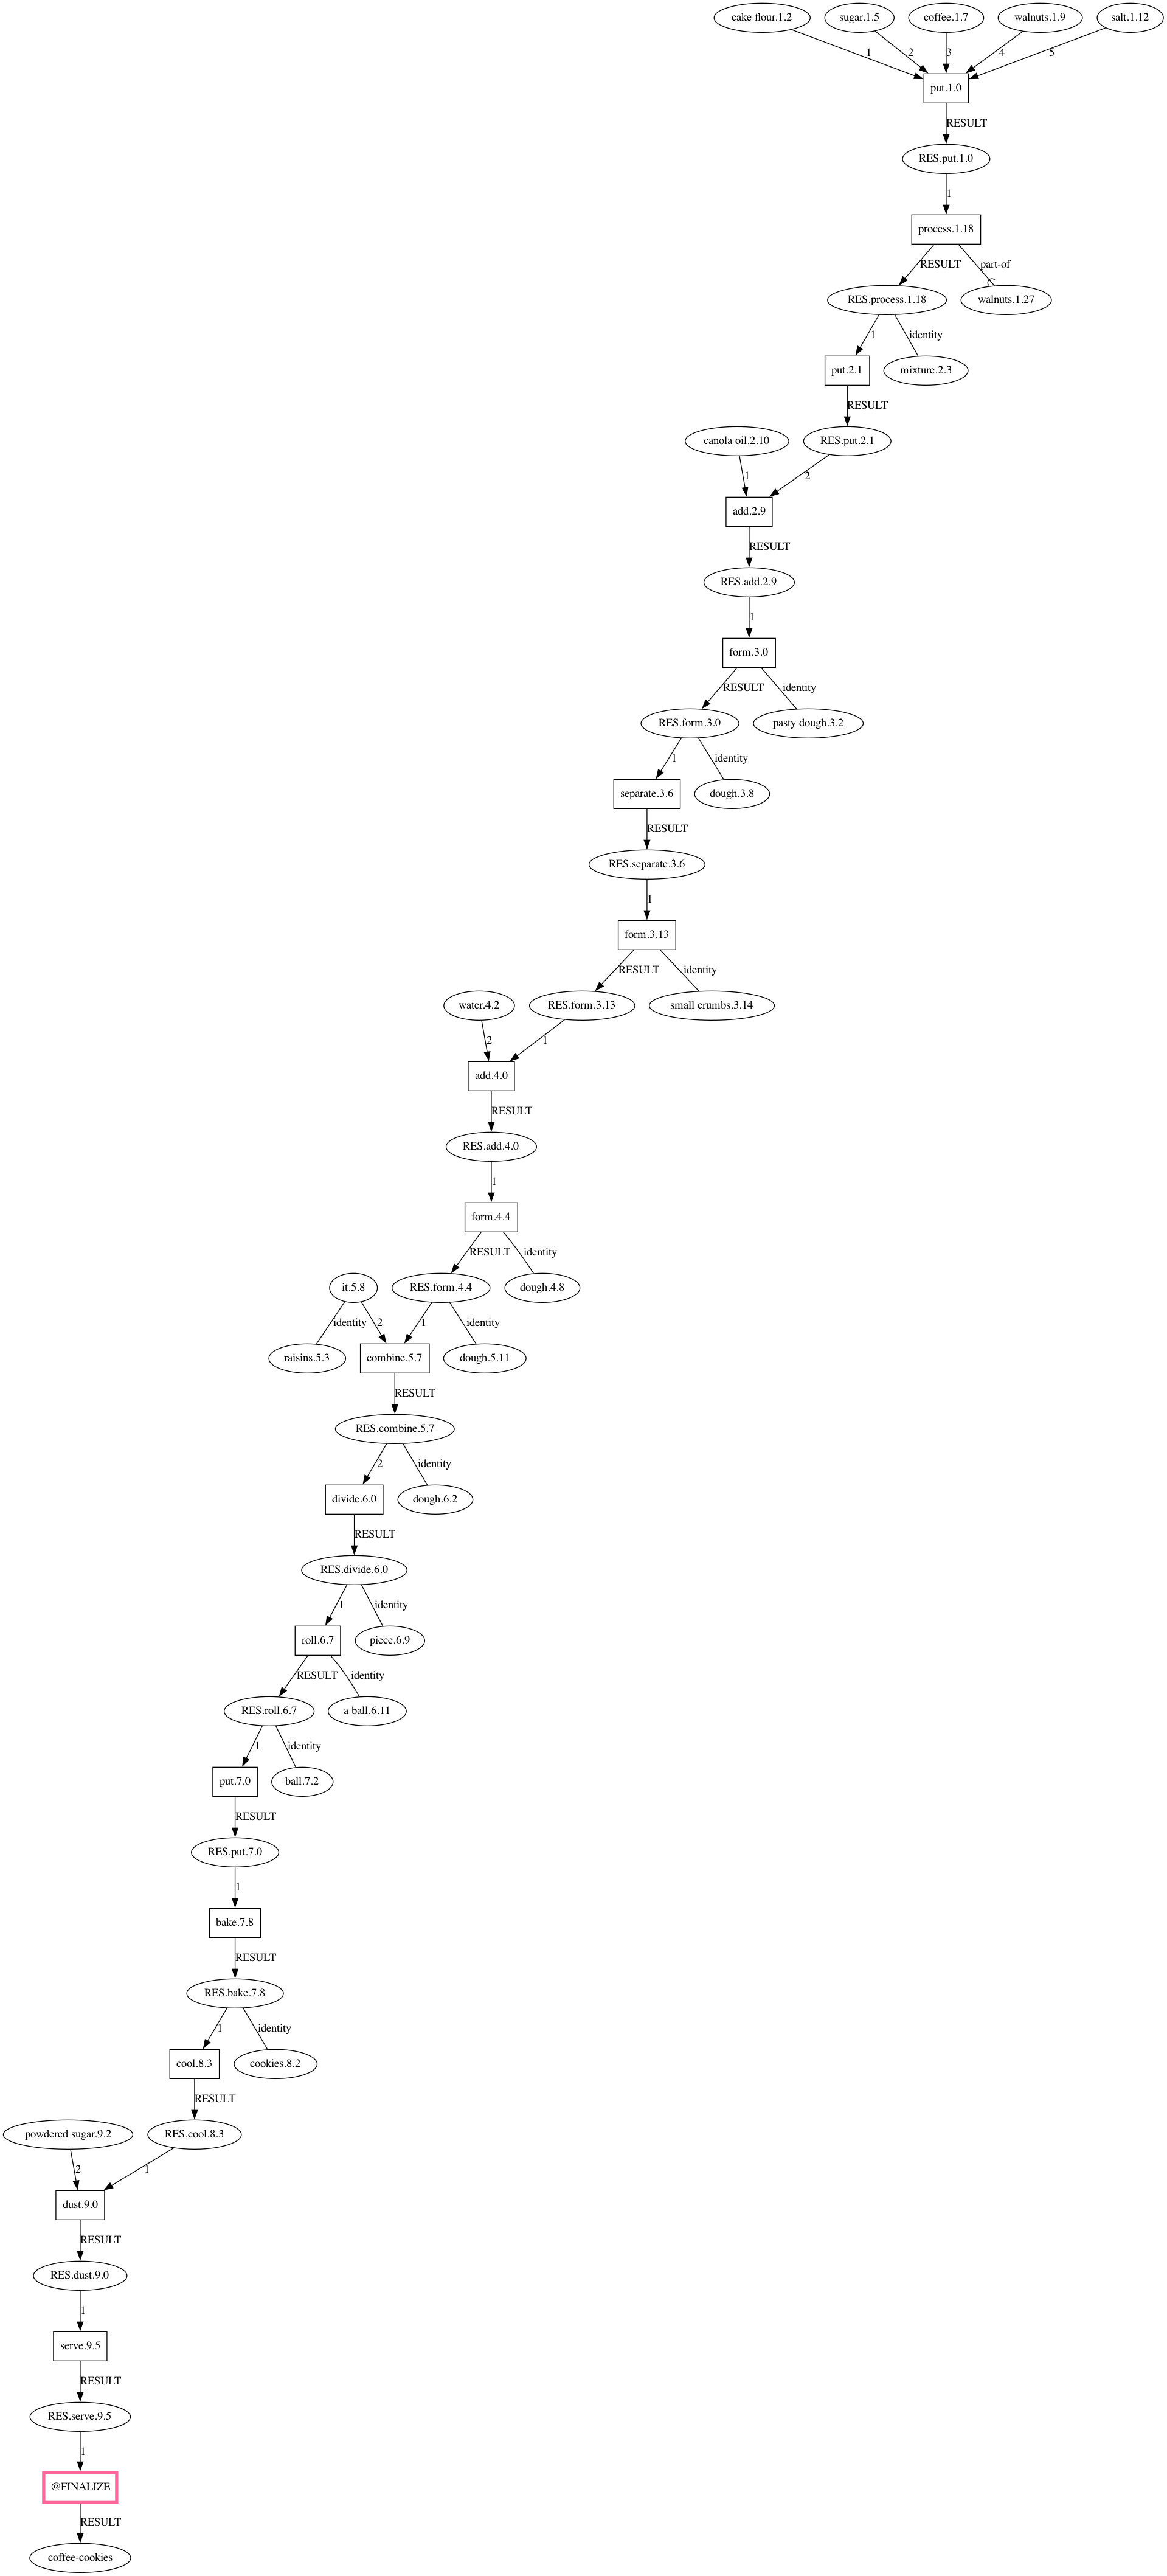 cake flour.1.2 sugar.1.5 coffee.1.7 walnuts.1.9 salt.1.12
1 2 3 4 5
put.1.0
RESULT
RES.put.1.0
1
process.1.18
RESULT part-of
RES.process.1.18 walnuts.1.27
1 identity
put.2.1 mixture.2.3
RESULT
canola oil.2.10 RES.put.2.1
1 2
add.2.9
RESULT
RES.add.2.9
1
form.3.0
RESULT identity
RES.form.3.0 pasty dough.3.2
1 identity
separate.3.6 dough.3.8
RESULT
RES.separate.3.6
1
form.3.13
RESULT identity
water.4.2 RES.form.3.13 small crumbs.3.14
2 1
add.4.0
RESULT
RES.add.4.0
1
form.4.4
RESULT identity
it.5.8 RES.form.4.4 dough.4.8
identity 2 1 identity
raisins.5.3 combine.5.7 dough.5.11
RESULT
RES.combine.5.7
2 identity
divide.6.0 dough.6.2
RESULT
RES.divide.6.0
1 identity
roll.6.7 piece.6.9
RESULT identity
RES.roll.6.7 a ball.6.11
1 identity
put.7.0 ball.7.2
RESULT
RES.put.7.0
1
bake.7.8
RESULT
RES.bake.7.8
1 identity
cool.8.3 cookies.8.2
RESULT
powdered sugar.9.2 RES.cool.8.3
2 1
dust.9.0
RESULT
RES.dust.9.0
1
serve.9.5
RESULT
RES.serve.9.5
1
@FINALIZE
RESULT
coffee-cookies